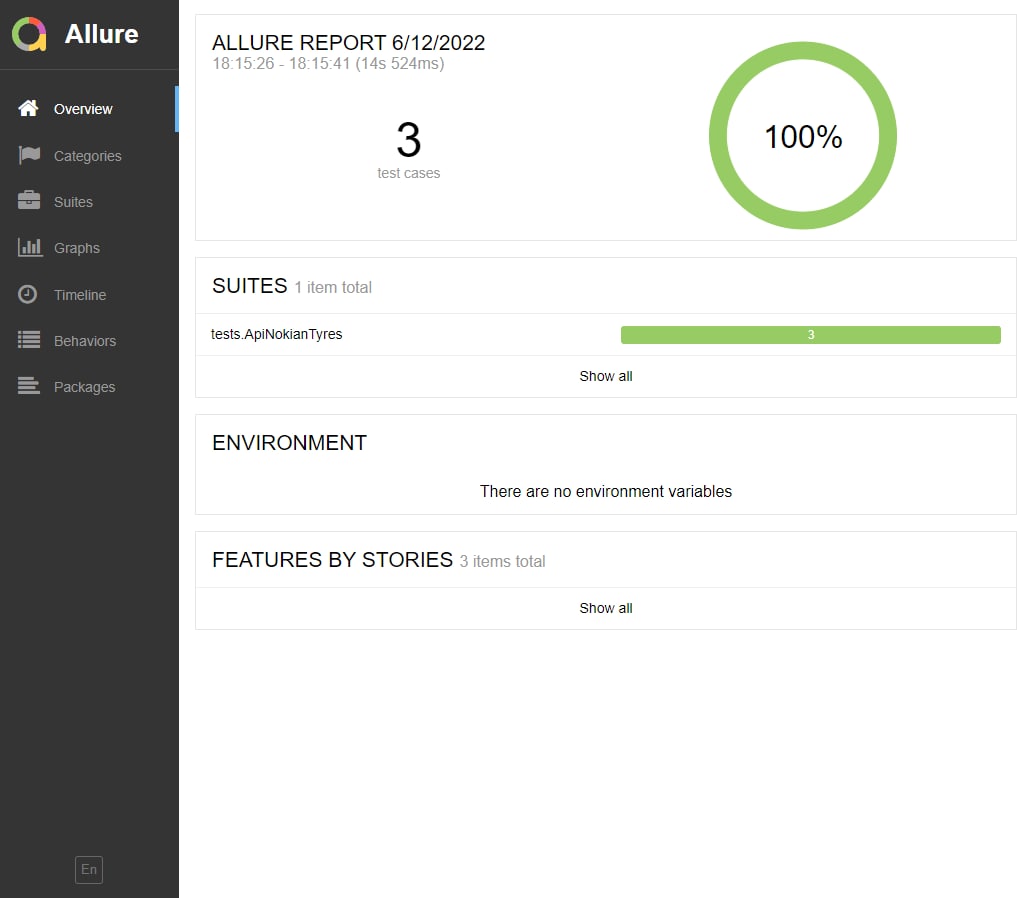 Allure
Overview
Categories
Suites
Graphs
Timeline
Behaviors
Packages
En
ALLURE REPORT 6/12/2022
18:15:26 - 18:15:41 (14s 524ms)
3
test cases
100%
SUITES 1 item total
tests.ApiNokianTyres 3
Show all
ENVIRONMENT
There are no environment variables
FEATURES BY STORIES 3 items total
Show all